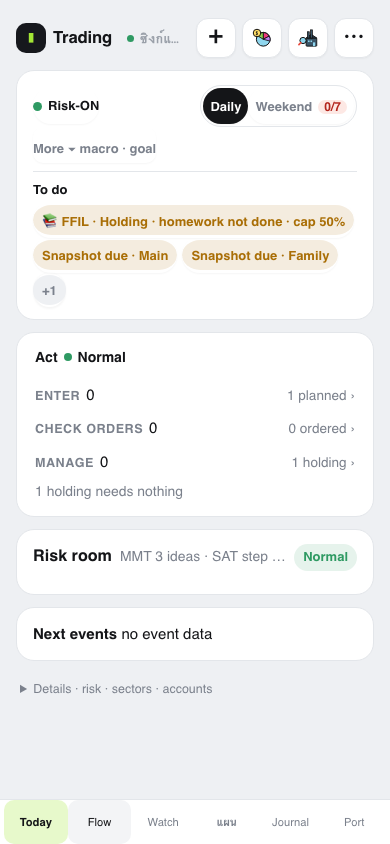 Trading ซิงก์แ...
Risk-ON Daily Weekend 0/7
More ▾ macro · goal
To do
FFIL · Holding · homework not done · cap 50%
Snapshot due · Main Snapshot due · Family
+1
Act Normal
ENTER 0 1 planned ›
CHECK ORDERS 0 0 ordered ›
MANAGE 0 1 holding ›
1 holding needs nothing
Risk room MMT 3 ideas · SAT step ... Normal
Next events no event data
▶ Details · risk · sectors · accounts
Today Flow Watch แผน Journal Port